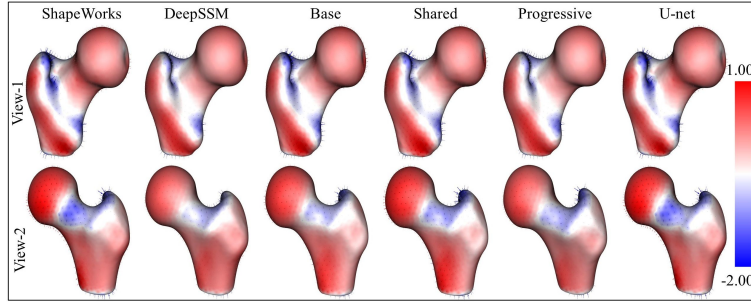 ShapeWorks DeepSSM Base Shared Progressive U-net
View-1
1.00
View-2
-2.00